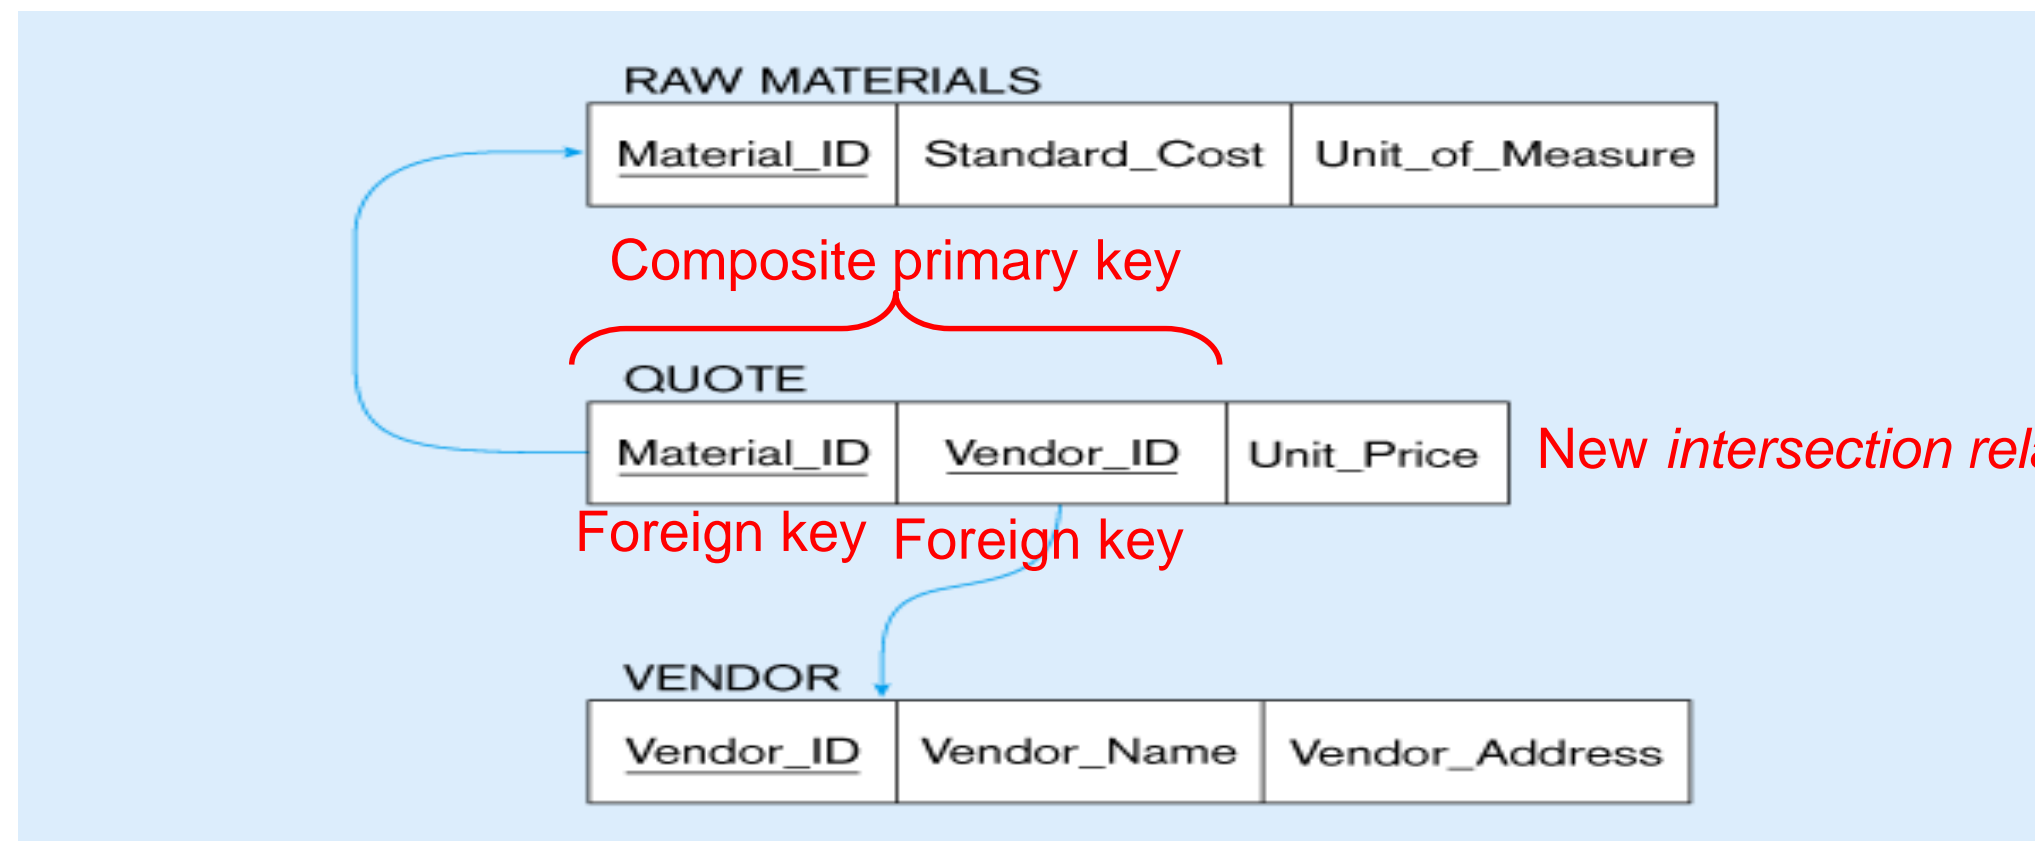 RAW MATERIALS
Material_ID Standard_Cost Unit_of_Measure
Composite primary key
QUOTE
Material_ID Vendor_ID Unit_Price
New intersection
Foreign key Foreign key
VENDOR
Vendor_ID Vendor_Name Vendor_Address